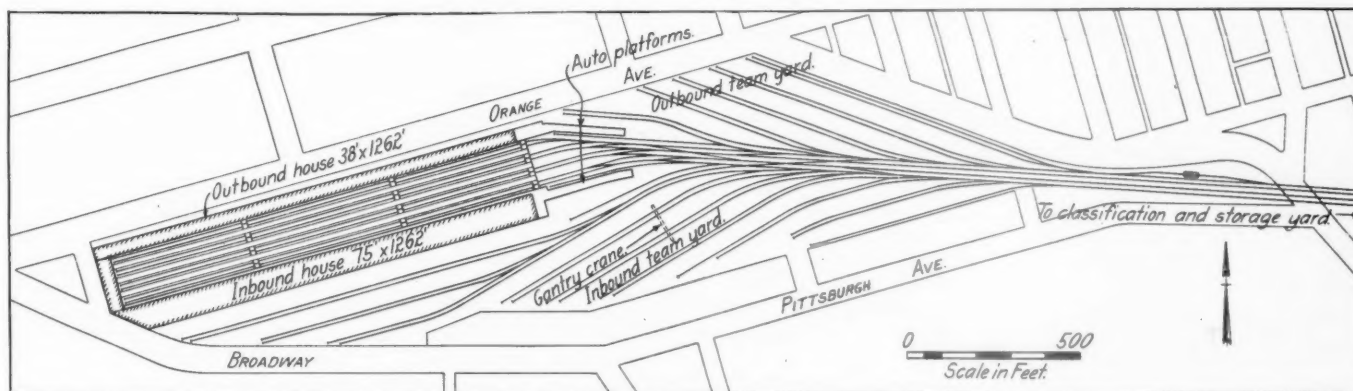 Auto platforms.
ORANGE AVE.
Outbound team yard.
Outbound house 38'x1262'
Inbound house 75'x1262'
Gantry crane.
Inbound team yard.
To classification and storage yard.
PITTSBURGH AVE.
BROADWAY
0 500
Scale in Feet.